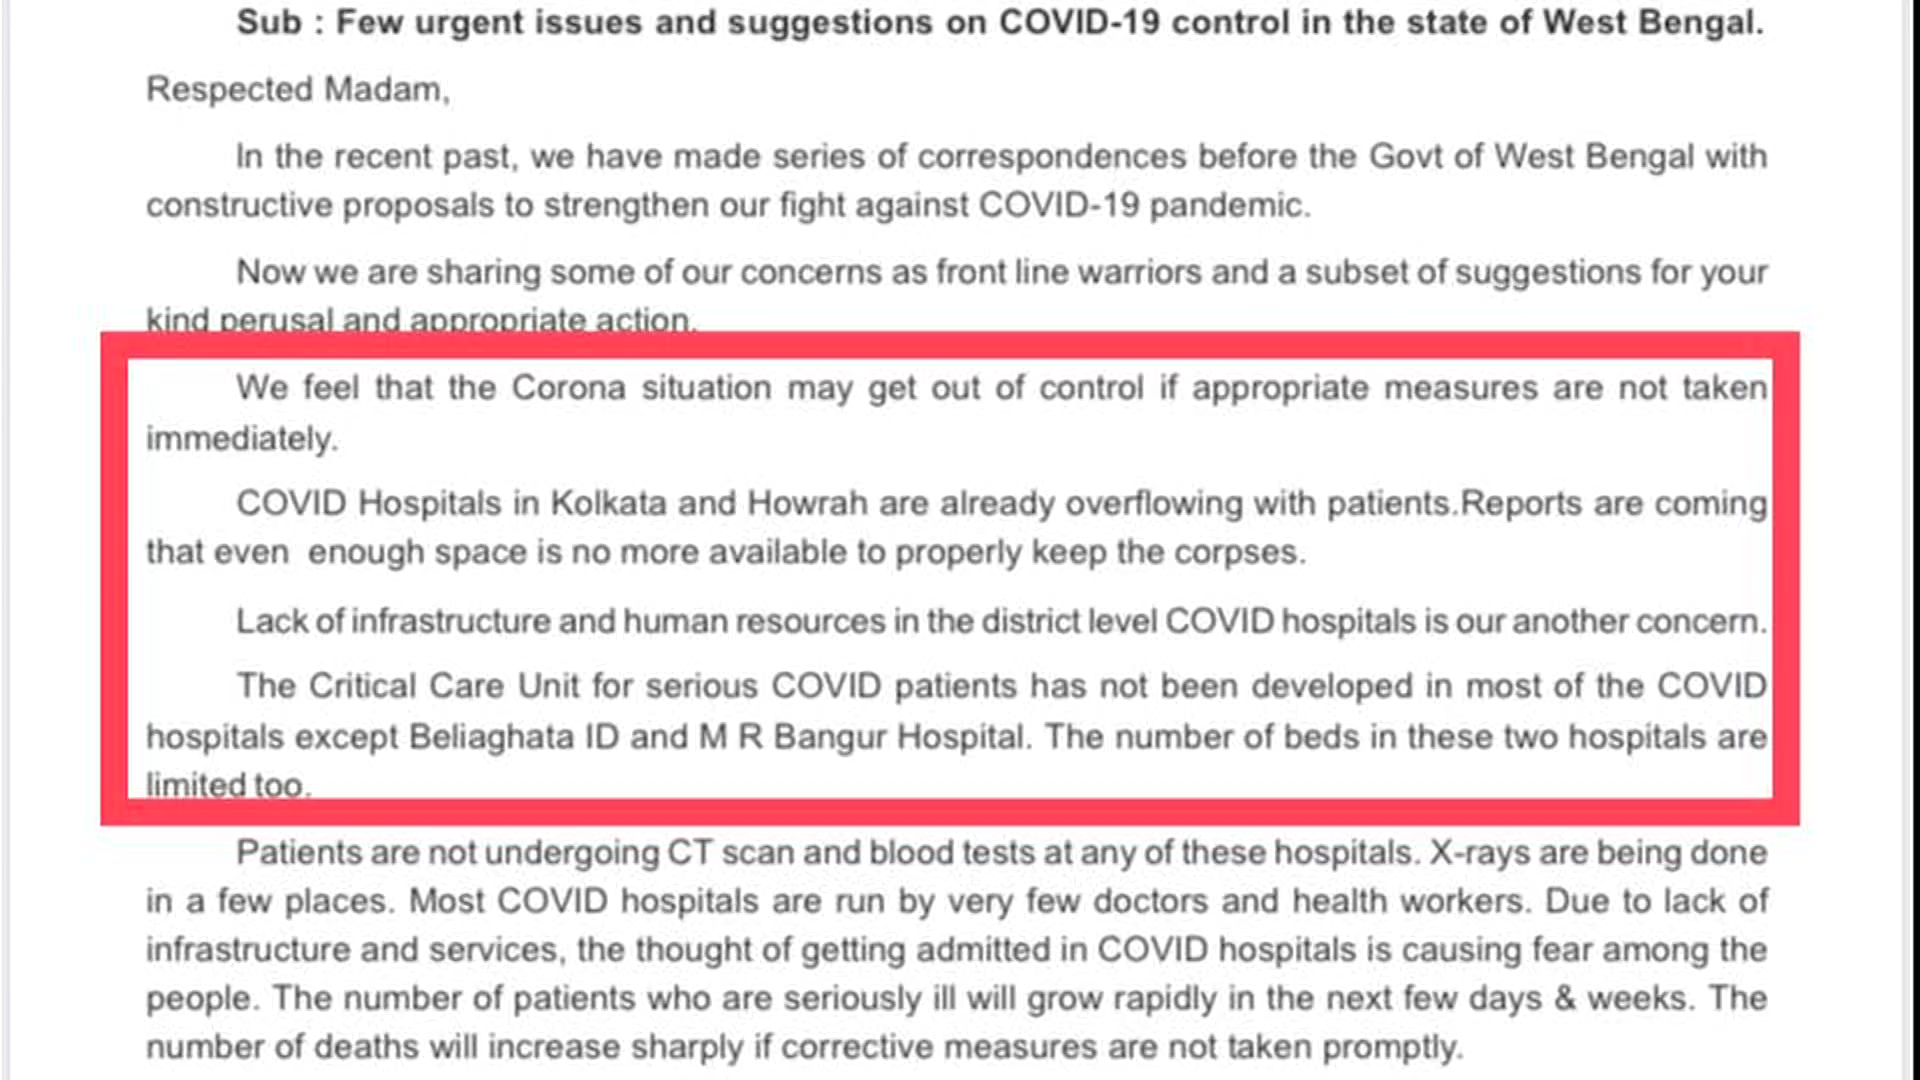 Sub : Few urgent issues and suggestions on COVID-19 control in the state of West Bengal.
Respected Madam,
In the recent past, we have made series of correspondences before the Govt of West Bengal with
constructive proposals to strengthen our fight against COVID-19 pandemic.
Now we are sharing some of our concerns as front line warriors and a subset of suggestions for your
kind perusal and appropriate action.
We feel that the Corona situation may get out of control if appropriate measures are not taken
immediately.
COVID Hospitals in Kolkata and Howrah are already overflowing with patients.Reports are coming
that even  enough space is no more available to properly keep the corpses.
Lack of infrastructure and human resources in the district level COVID hospitals is our another concern.
The Critical Care Unit for serious COVID patients has not been developed in most of the COVID
hospitals except Beliaghata ID and M R Bangur Hospital. The number of beds in these two hospitals are
limited too.
Patients are not undergoing CT scan and blood tests at any of these hospitals. X-rays are being done
in a few places. Most COVID hospitals are run by very few doctors and health workers. Due to lack of
infrastructure and services, the thought of getting admitted in COVID hospitals is causing fear among the
people. The number of patients who are seriously ill will grow rapidly in the next few days & weeks. The
number of deaths will increase sharply if corrective measures are not taken promptly.